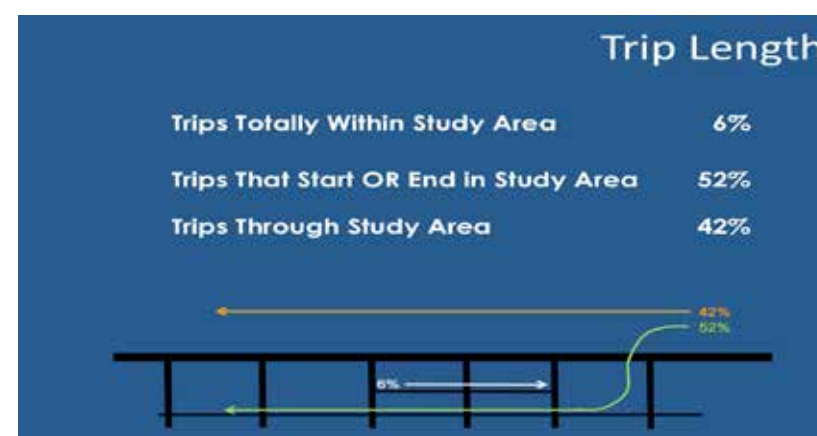 Trip Length
Trips Totally Within Study Area 6%
Trips That Start OR End in Study Area 52%
Trips Through Study Area 42%
42%
52%
6%